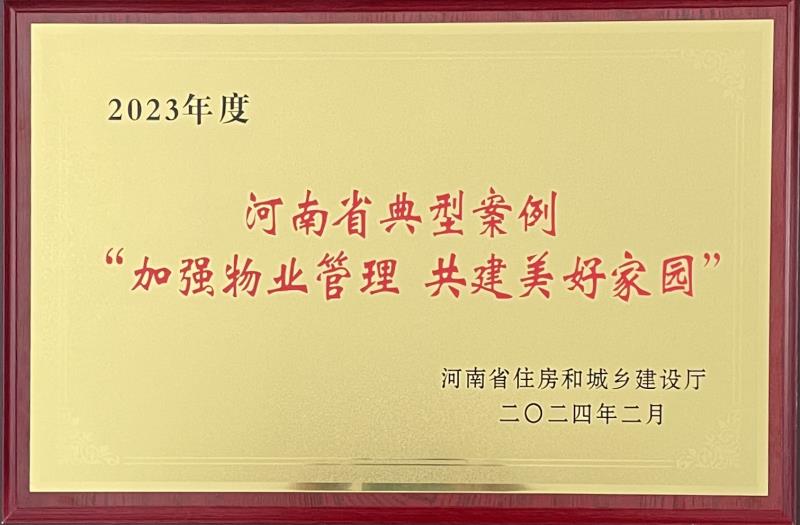 2023年度
河南省典型案例
“加强物业管理 共建美好家园”
河南省住房和城乡建设厅
二〇二四年二月